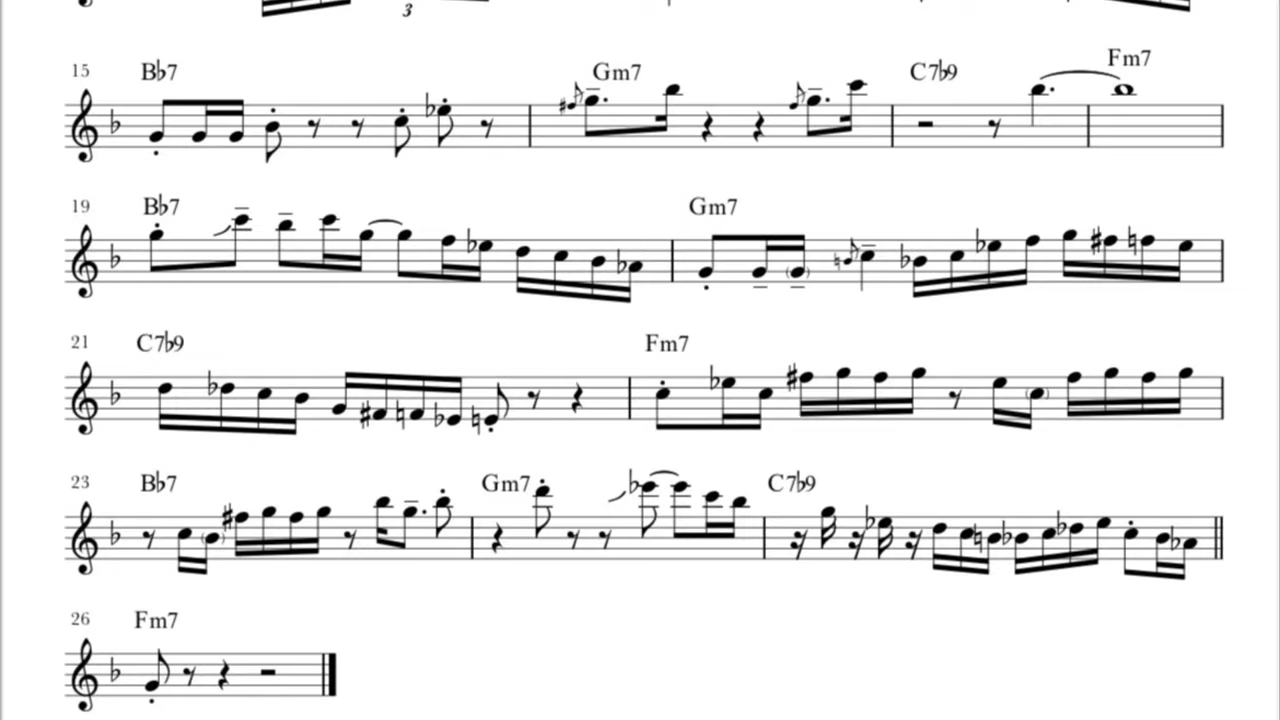 3
15 B♭7 Gm7 C7♭9 Fm7
19 B♭7 Gm7
21 C7♭9 Fm7
23 B♭7 Gm7 C7♭9
26 Fm7